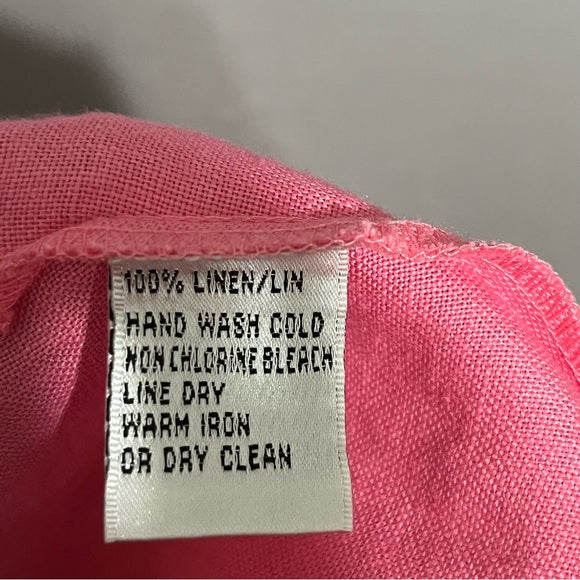 100% LINEN/LIN
HAND WASH COLD
NON CHLORINE BLEACH
LINE DRY
WARM IRON
OR DRY CLEAN